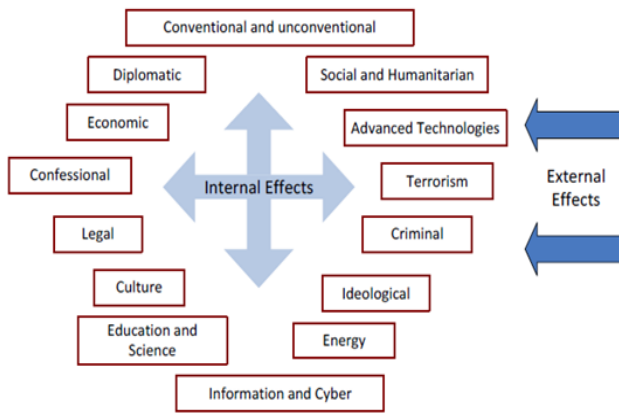 Conventional and unconventional
Diplomatic
Social and Humanitarian
Economic
Advanced Technologies
Confessional
Internal Effects
Terrorism
External
Effects
Legal
Criminal
Culture
Ideological
Education and
Science
Energy
Information and Cyber